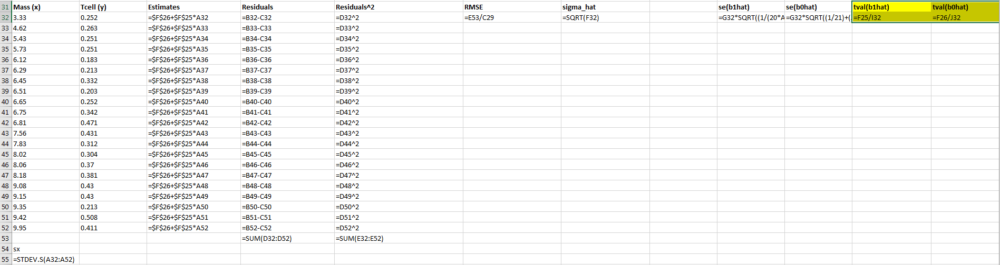 31 Mass (x) Tcell (y) Estimates Residuals Residuals^2 RMSE sigma_hat se(b1hat) se(b0hat) tval(b1hat) tval(b0hat)
32 3.33 0.252 =$F$26+$F$25*A32 =B32-C32 =D32^2 =E53/C29 =SQRT(F32) =G32*SQRT((1/(20*A =G32*SQRT((1/21)+( =F25/I32 =F26/J32
33 4.62 0.263 =$F$26+$F$25*A33 =B33-C33 =D33^2
34 5.43 0.251 =$F$26+$F$25*A34 =B34-C34 =D34^2
35 5.73 0.251 =$F$26+$F$25*A35 =B35-C35 =D35^2
36 6.12 0.183 =$F$26+$F$25*A36 =B36-C36 =D36^2
37 6.29 0.213 =$F$26+$F$25*A37 =B37-C37 =D37^2
38 6.45 0.332 =$F$26+$F$25*A38 =B38-C38 =D38^2
39 6.51 0.203 =$F$26+$F$25*A39 =B39-C39 =D39^2
40 6.65 0.252 =$F$26+$F$25*A40 =B40-C40 =D40^2
41 6.75 0.342 =$F$26+$F$25*A41 =B41-C41 =D41^2
42 6.81 0.471 =$F$26+$F$25*A42 =B42-C42 =D42^2
43 7.56 0.431 =$F$26+$F$25*A43 =B43-C43 =D43^2
44 7.83 0.312 =$F$26+$F$25*A44 =B44-C44 =D44^2
45 8.02 0.304 =$F$26+$F$25*A45 =B45-C45 =D45^2
46 8.06 0.37 =$F$26+$F$25*A46 =B46-C46 =D46^2
47 8.18 0.381 =$F$26+$F$25*A47 =B47-C47 =D47^2
48 9.08 0.43 =$F$26+$F$25*A48 =B48-C48 =D48^2
49 9.15 0.43 =$F$26+$F$25*A49 =B49-C49 =D49^2
50 9.35 0.213 =$F$26+$F$25*A50 =B50-C50 =D50^2
51 9.42 0.508 =$F$26+$F$25*A51 =B51-C51 =D51^2
52 9.95 0.411 =$F$26+$F$25*A52 =B52-C52 =D52^2
53 =SUM(D32:D52) =SUM(E32:E52)
54 sx
55 =STDEV.S(A32:A52)